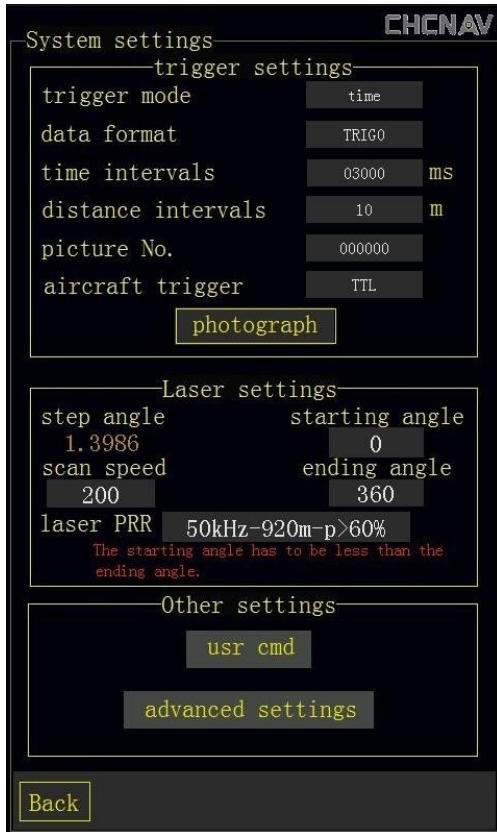 CHCNAV
System settings
trigger settings
trigger mode time
data format TRIGO
time intervals 03000 ms
distance intervals 10 m
picture No. 000000
aircraft trigger TTL
photograph
Laser settings
step angle starting angle
1.3986 0
scan speed ending angle
200 360
laser PRR 50kHz-920m-p>60%
The starting angle has to be less than the
ending angle.
Other settings
usr cmd
advanced settings
Back